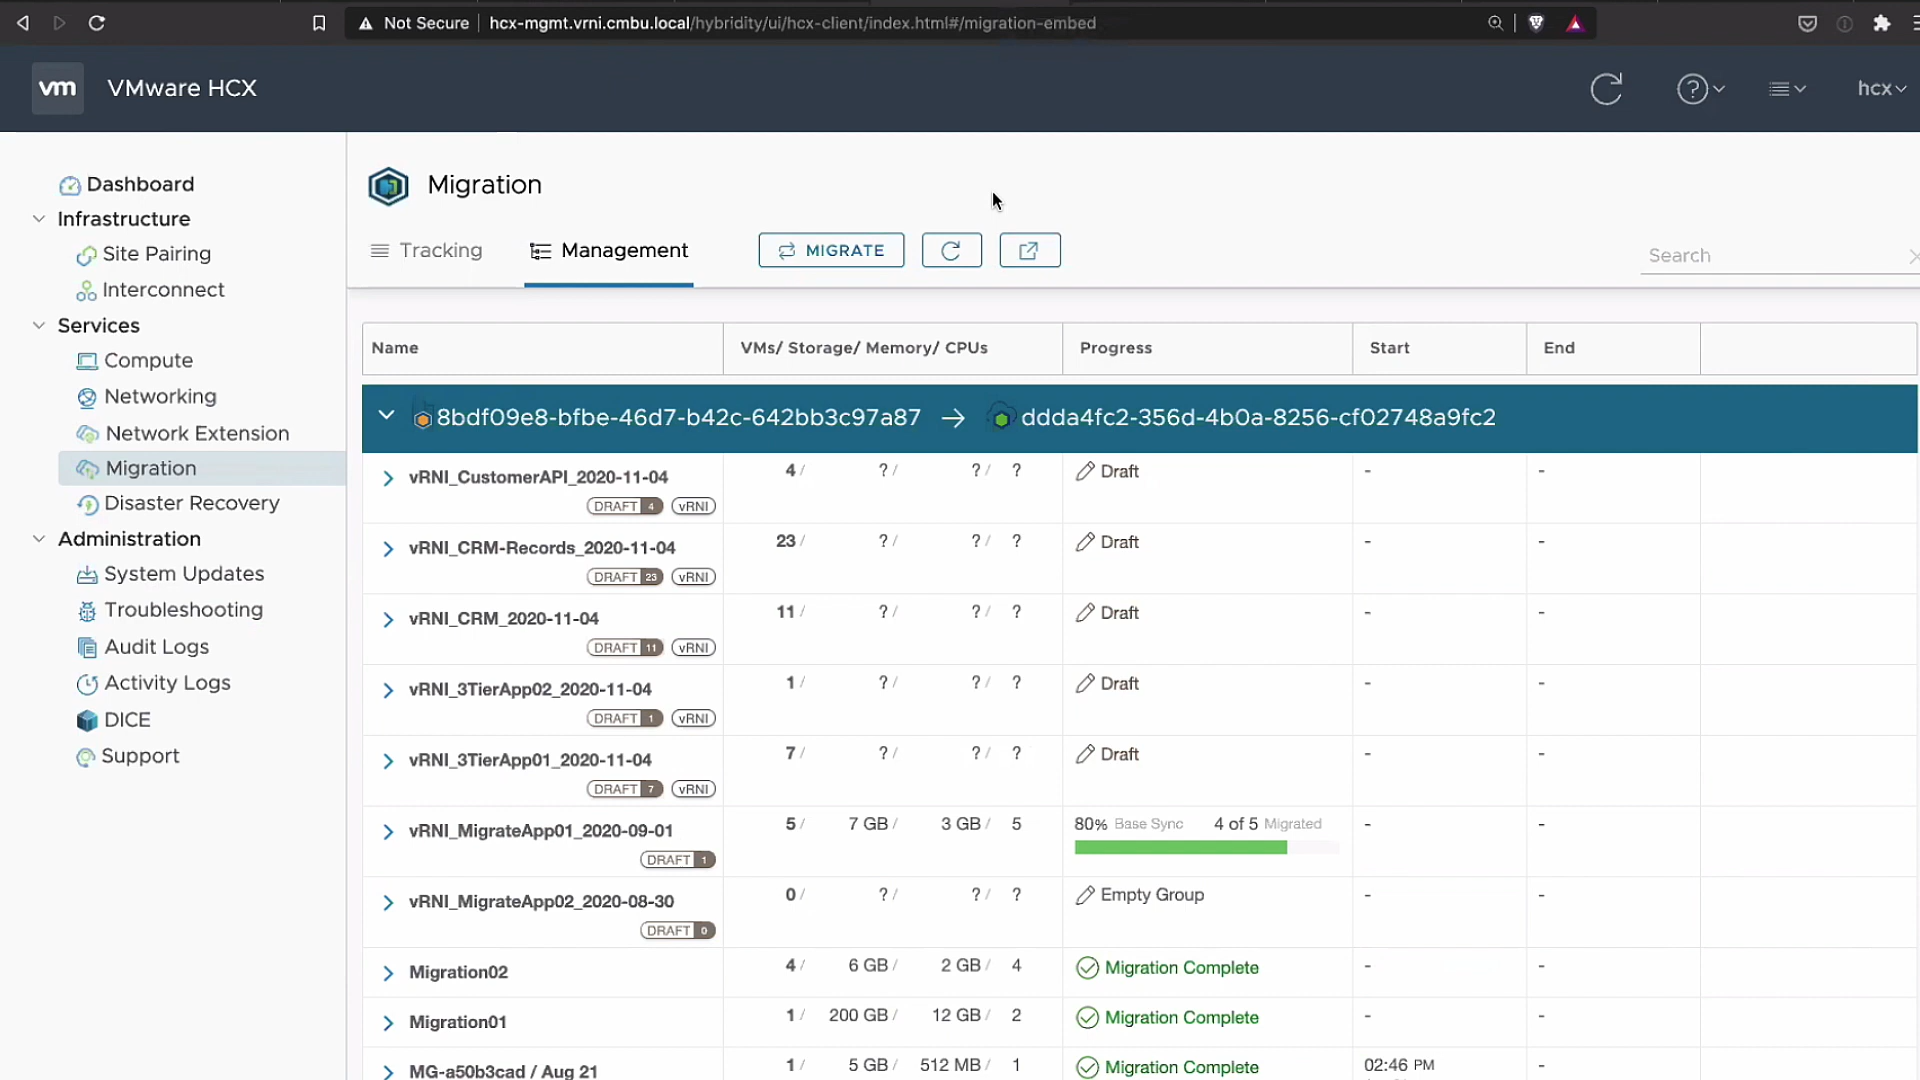 Not Secure hcx-mgmt.vrni.cmbu.local/hybridity/ui/hcx-client/index.html#/migration-embed
vm VMware HCX hcx
Dashboard
Infrastructure
Site Pairing
Interconnect
Services
Compute
Networking
Network Extension
Migration
Disaster Recovery
Administration
System Updates
Troubleshooting
Audit Logs
Activity Logs
DICE
Support
Migration
Tracking Management MIGRATE Search
Name VMs/ Storage/ Memory/ CPUs Progress Start End
8bdf09e8-bfbe-46d7-b42c-642bb3c97a87 → ddda4fc2-356d-4b0a-8256-cf02748a9fc2
vRNI_CustomerAPI_2020-11-04 4/ ?/ ?/ ? Draft - -
DRAFT 4 vRNI
vRNI_CRM-Records_2020-11-04 23/ ?/ ?/ ? Draft - -
DRAFT 23 vRNI
vRNI_CRM_2020-11-04 11/ ?/ ?/ ? Draft - -
DRAFT 11 vRNI
vRNI_3TierApp02_2020-11-04 1/ ?/ ?/ ? Draft - -
DRAFT 1 vRNI
vRNI_3TierApp01_2020-11-04 7/ ?/ ?/ ? Draft - -
DRAFT 7 vRNI
vRNI_MigrateApp01_2020-09-01 5/ 7 GB/ 3 GB/ 5 80% Base Sync 4 of 5 Migrated - -
DRAFT 1
vRNI_MigrateApp02_2020-08-30 0/ ?/ ?/ ? Empty Group - -
DRAFT 0
Migration02 4/ 6 GB/ 2 GB/ 4 Migration Complete - -
Migration01 1/ 200 GB/ 12 GB/ 2 Migration Complete - -
MG-a50b3cad / Aug 21 1/ 5 GB/ 512 MB/ 1 Migration Complete 02:46 PM -